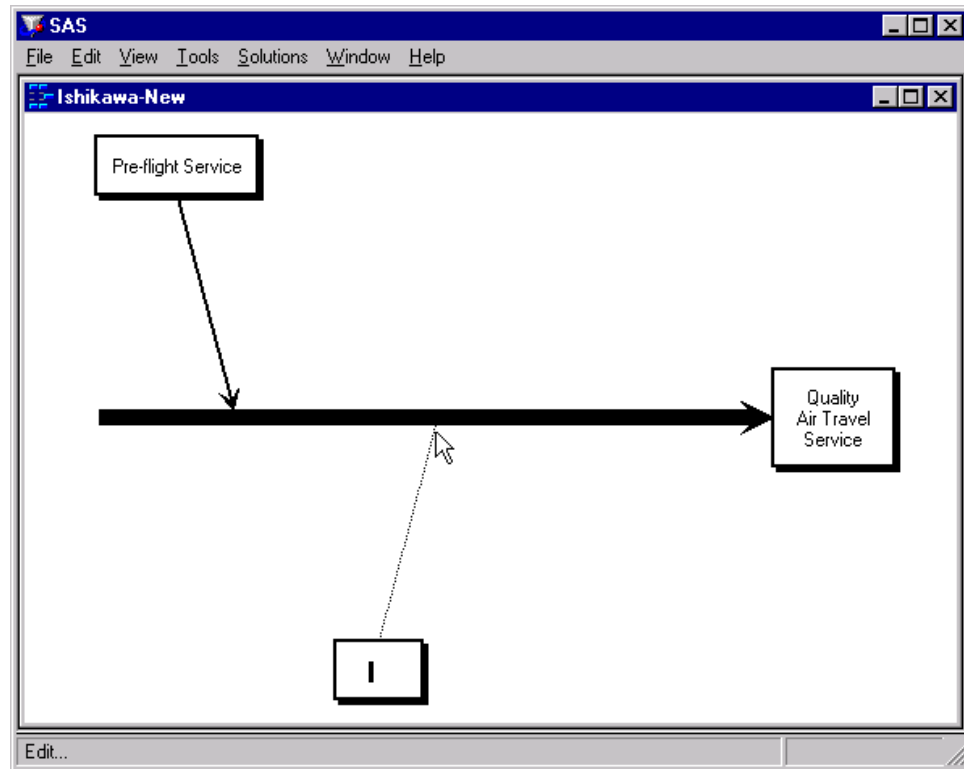 SAS
File Edit View Tools Solutions Window Help
Ishikawa-New
Pre-flight Service
Quality
Air Travel
Service
Edit...